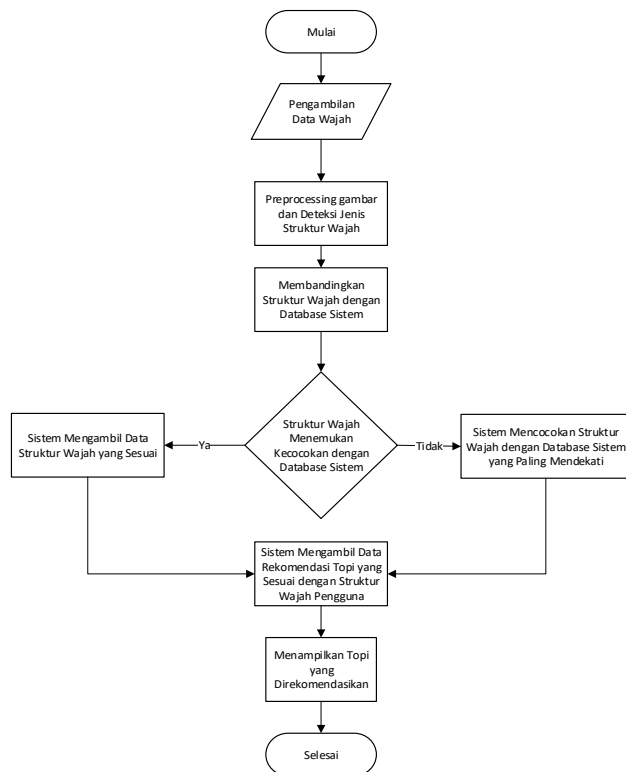 Mulai
Pengambilan
Data Wajah
Preprocessing gambar
dan Deteksi Jenis
Struktur Wajah
Membandingkan
Struktur Wajah dengan
Database Sistem
Struktur Wajah
Menemukan
Kecocokan dengan
Database Sistem
Ya
Tidak
Sistem Mengambil Data
Struktur Wajah yang Sesuai
Sistem Mencocokan Struktur
Wajah dengan Database Sistem
yang Paling Mendekati
Sistem Mengambil Data
Rekomendasi Topi yang
Sesuai dengan Struktur
Wajah Pengguna
Menampilkan Topi
yang
Direkomendasikan
Selesai